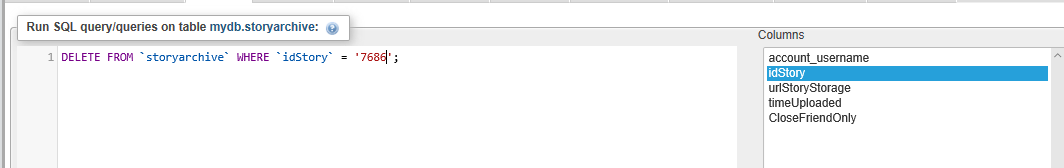 Run SQL query/queries on table mydb.storyarchive:
Columns
1 DELETE FROM `storyarchive` WHERE `idStory` = '7686';
account_username
idStory
urlStoryStorage
timeUploaded
CloseFriendOnly